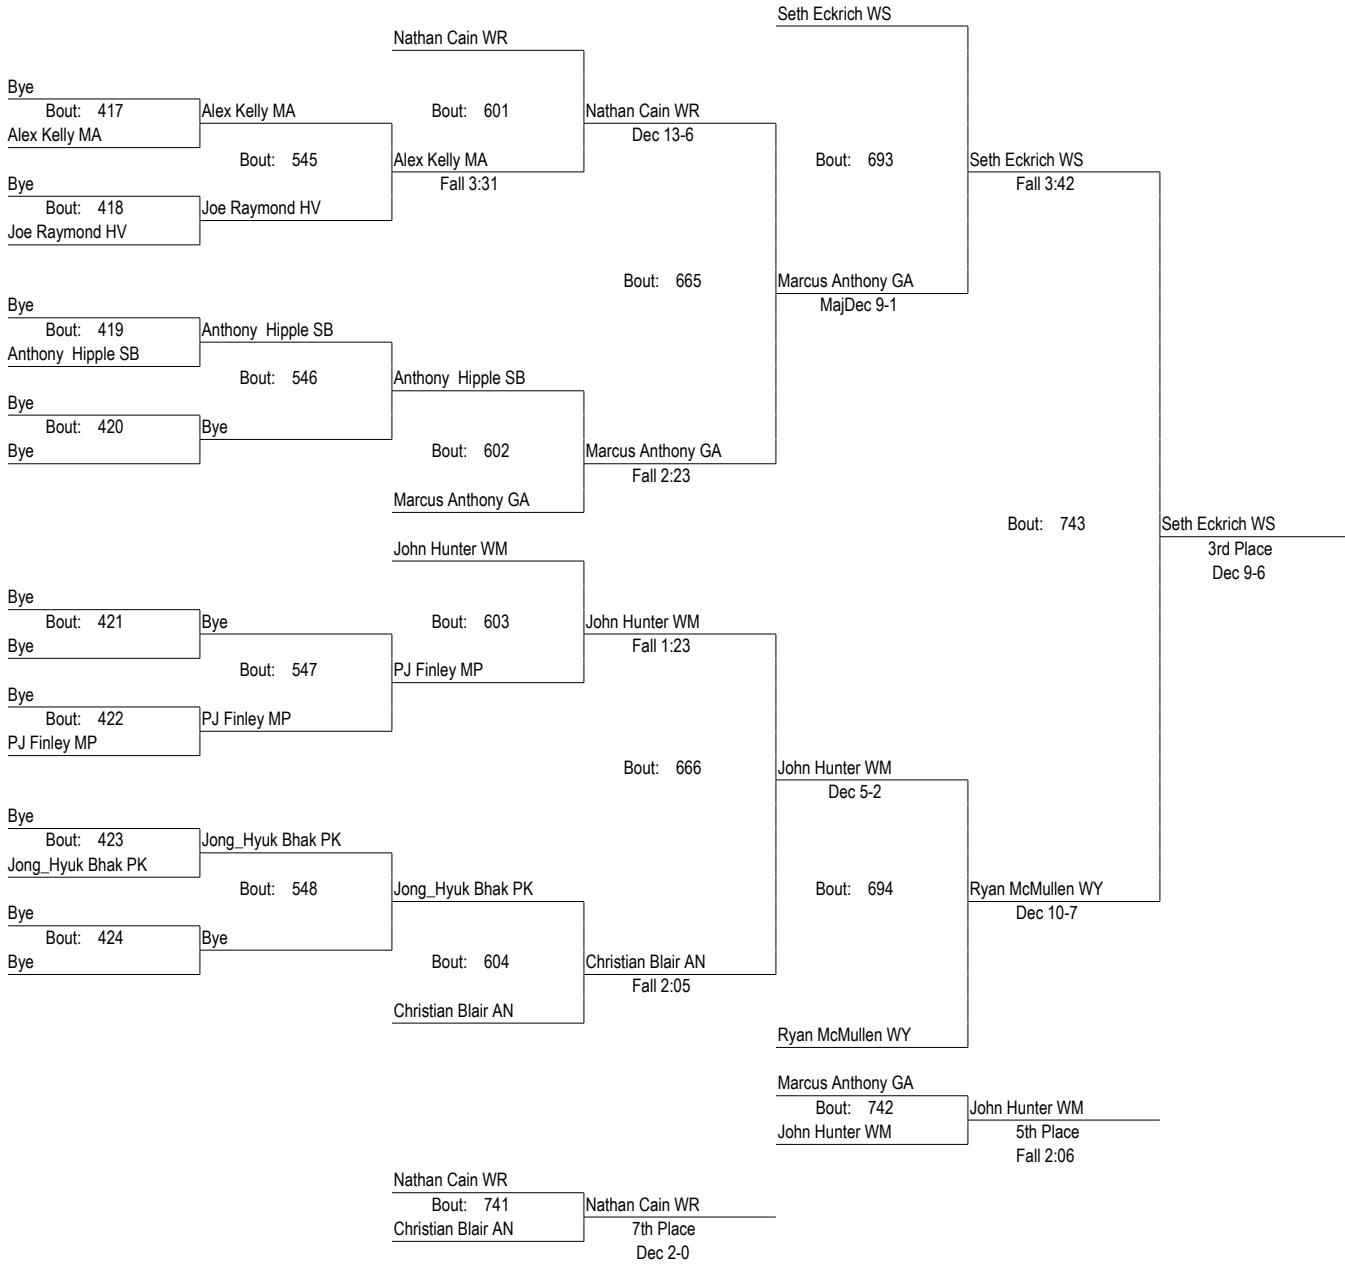 Seth Eckrich WS
Nathan Cain WR
Bye
Bout: 417
Alex Kelly MA
Bout: 601
Nathan Cain WR
Alex Kelly MA
Dec 13-6
Bout: 545
Alex Kelly MA
Bout: 693
Seth Eckrich WS
Bye
Fall 3:31
Fall 3:42
Bout: 418
Joe Raymond HV
Joe Raymond HV
Bout: 665
Marcus Anthony GA
Bye
MajDec 9-1
Bout: 419
Anthony  Hipple SB
Anthony  Hipple SB
Bout: 546
Anthony  Hipple SB
Bye
Bout: 420
Bye
Bye
Bout: 602
Marcus Anthony GA
Fall 2:23
Marcus Anthony GA
Bout: 743
Seth Eckrich WS
John Hunter WM
3rd Place
Dec 9-6
Bye
Bout: 421
Bye
Bout: 603
John Hunter WM
Bye
Fall 1:23
Bout: 547
PJ Finley MP
Bye
Bout: 422
PJ Finley MP
PJ Finley MP
Bout: 666
John Hunter WM
Dec 5-2
Bye
Bout: 423
Jong_Hyuk Bhak PK
Jong_Hyuk Bhak PK
Bout: 548
Jong_Hyuk Bhak PK
Bout: 694
Ryan McMullen WY
Bye
Dec 10-7
Bout: 424
Bye
Bye
Bout: 604
Christian Blair AN
Fall 2:05
Christian Blair AN
Ryan McMullen WY
Marcus Anthony GA
Bout: 742
John Hunter WM
John Hunter WM
5th Place
Fall 2:06
Nathan Cain WR
Bout: 741
Nathan Cain WR
Christian Blair AN
7th Place
Dec 2-0